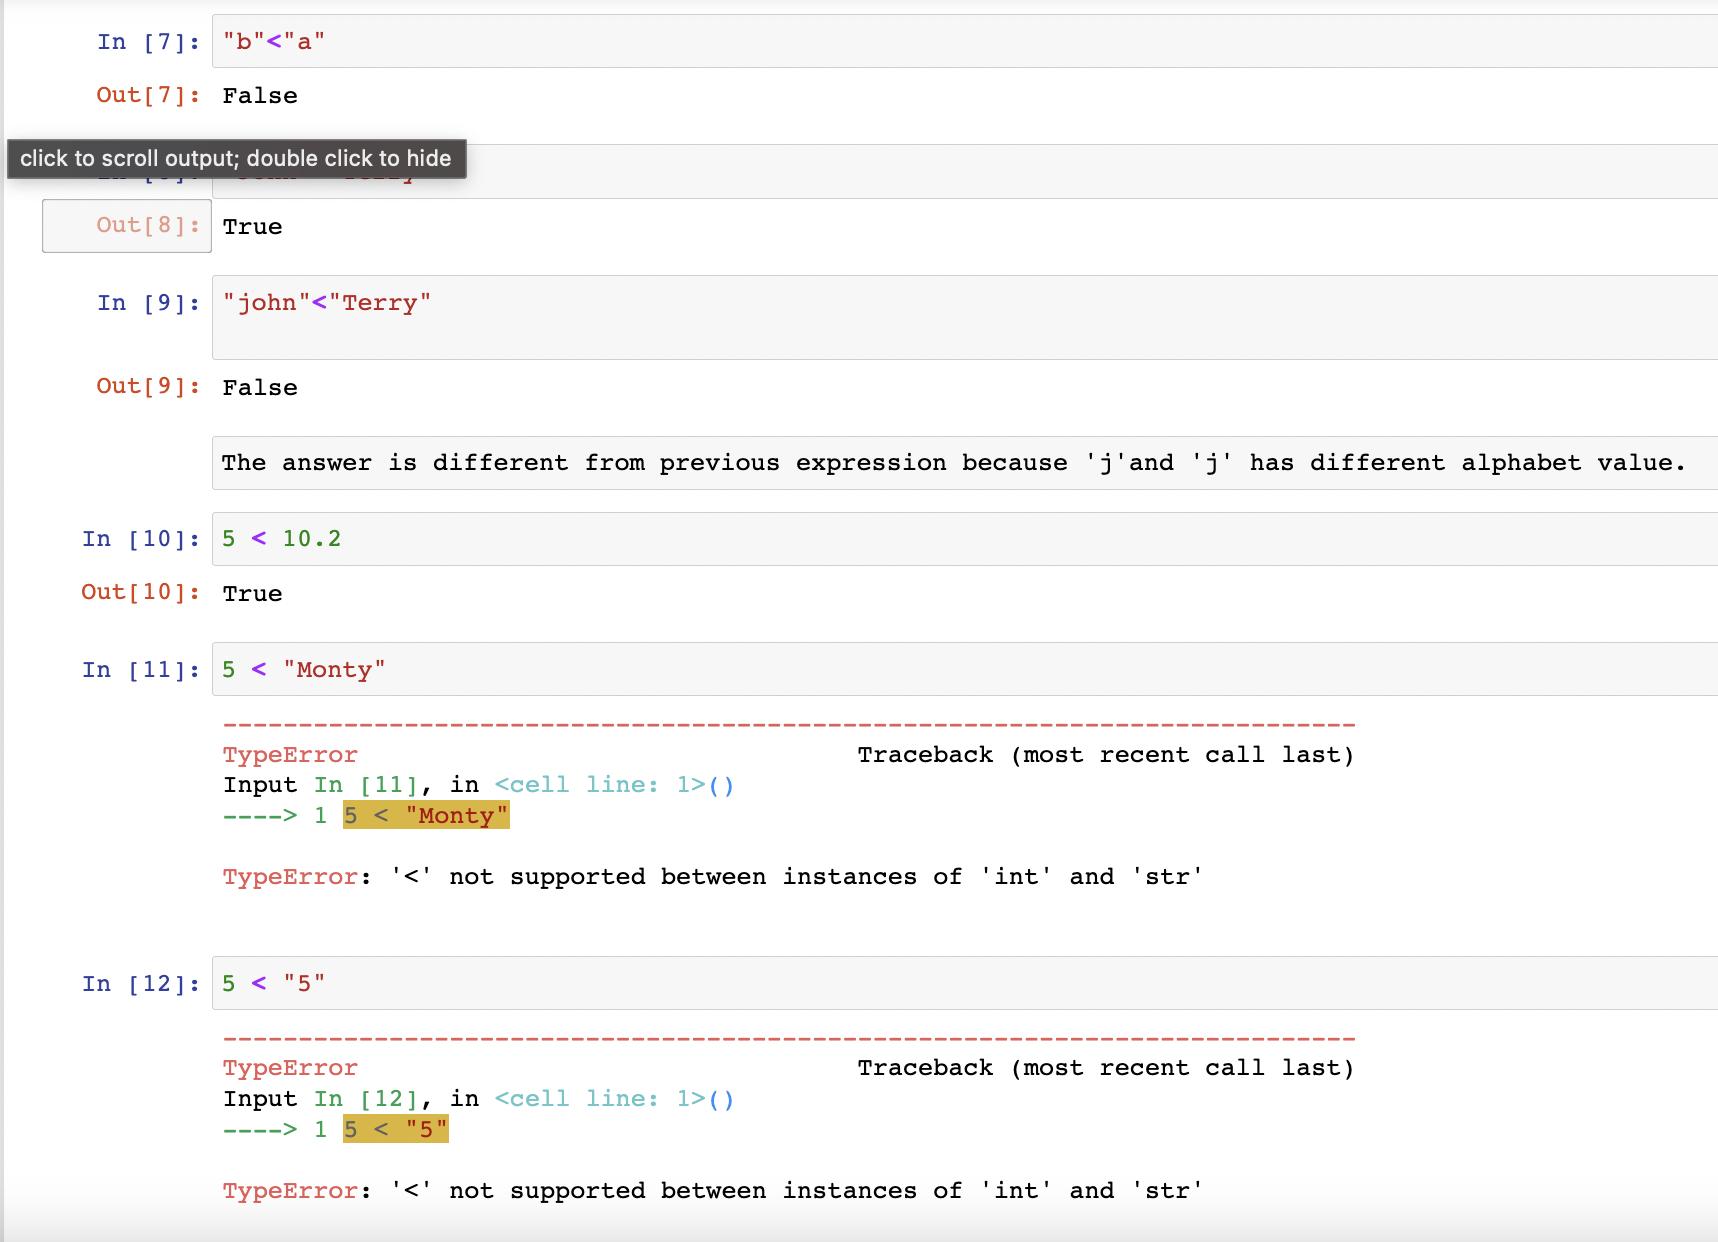 In [7]: "b"<"a"
Out[7]: False
click to scroll output; double click to hide
Out[8]: True
In [9]: "john"<"Terry"
Out[9]: False
The answer is different from previous expression because 'j'and 'j' has different alphabet value.
In [10]: 5 < 10.2
Out[10]: True
In [11]: 5 < "Monty"
---------------------------------------------------------------------------
TypeError                                 Traceback (most recent call last)
Input In [11], in <cell line: 1>()
----> 1 5 < "Monty"
TypeError: '<' not supported between instances of 'int' and 'str'
In [12]: 5 < "5"
---------------------------------------------------------------------------
TypeError                                 Traceback (most recent call last)
Input In [12], in <cell line: 1>()
----> 1 5 < "5"
TypeError: '<' not supported between instances of 'int' and 'str'